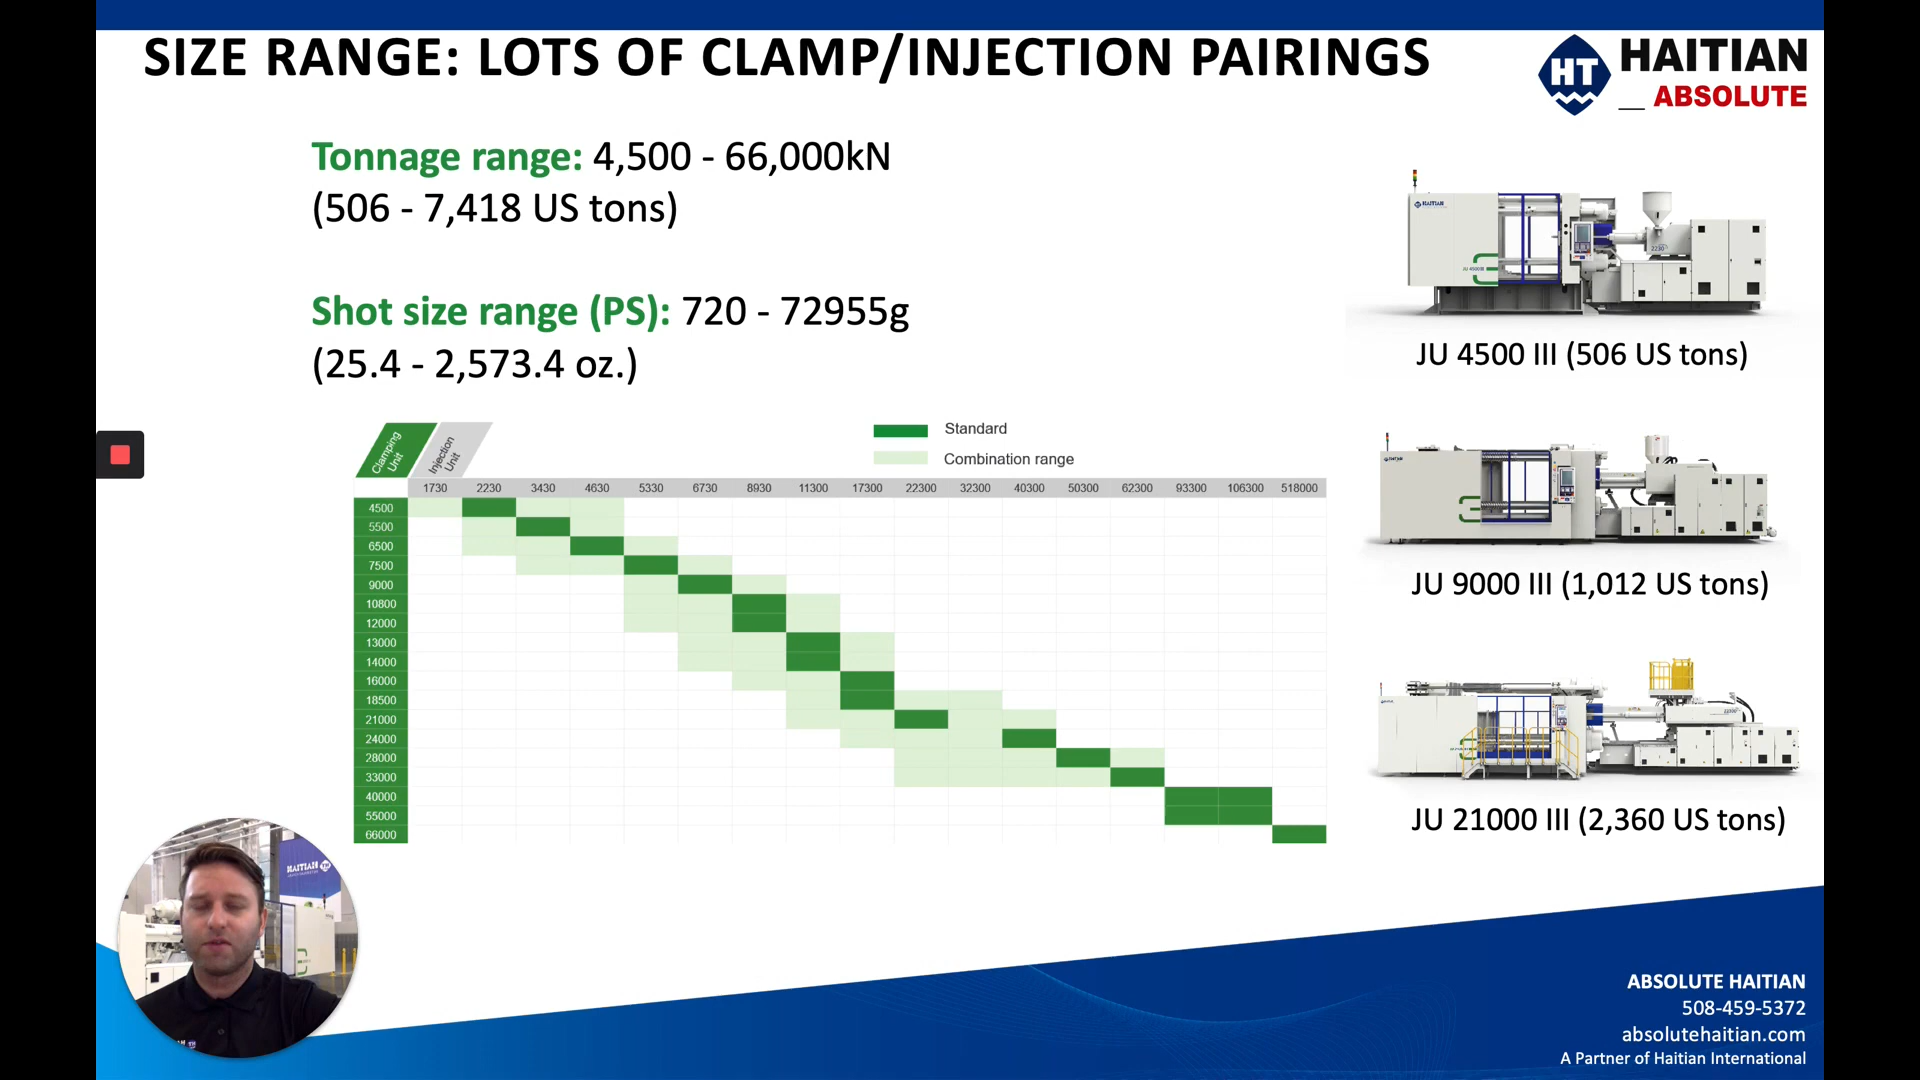 SIZE RANGE: LOTS OF CLAMP/INJECTION PAIRINGS
HT
HAITIAN
ABSOLUTE
Tonnage range: 4,500 - 66,000kN
(506 - 7,418 US tons)
Shot size range (PS): 720 - 72955g
(25.4 - 2,573.4 oz.)
Clamping Unit
Injection Unit
Standard
Combination range
1730 2230 3430 4630 5330 6730 8930 11300 17300 22300 32300 40300 50300 62300 93300 106300 518000
4500
5500
6500
7500
9000
10800
12000
13000
14000
16000
18500
21000
24000
28000
33000
40000
55000
66000
HAITIAN
JU 4500 III (506 US tons)
JU 9000 III (1,012 US tons)
JU 21000 III (2,360 US tons)
HAITIAN
ABSOLUTE HAITIAN
508-459-5372
absolutehaitian.com
A Partner of Haitian International